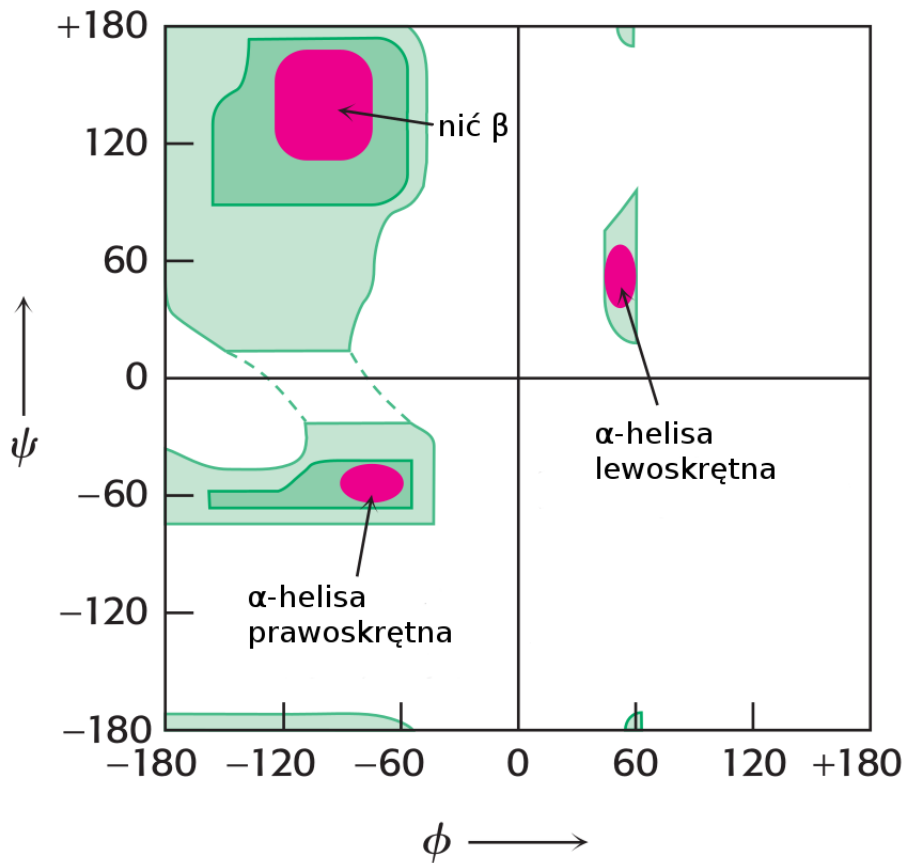 +180
120
nić β
60
ψ
0
α-helisa
lewoskrętna
−60
α-helisa
prawoskrętna
−120
−180
−180 −120 −60 0 60 120 +180
ϕ